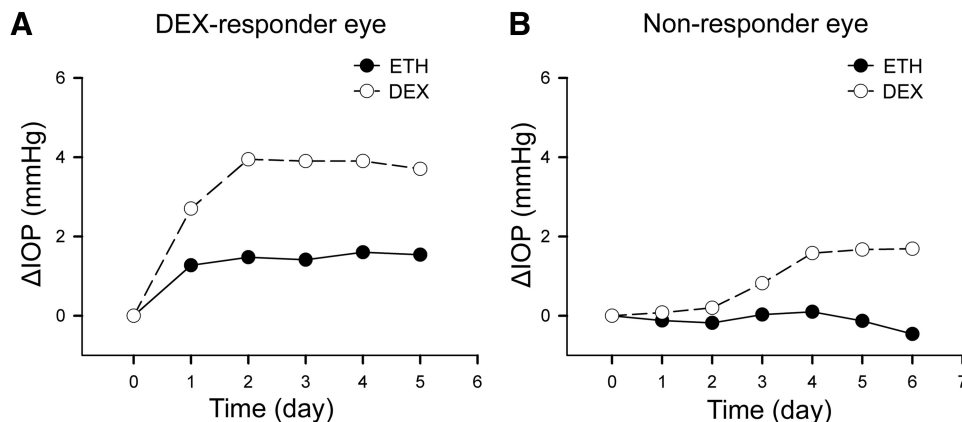 A
DEX-responder eye
ETH
DEX
6
4
2
0
ΔIOP (mmHg)
0 1 2 3 4 5 6
Time (day)
B
Non-responder eye
ETH
DEX
6
4
2
0
ΔIOP (mmHg)
0 1 2 3 4 5 6 7
Time (day)